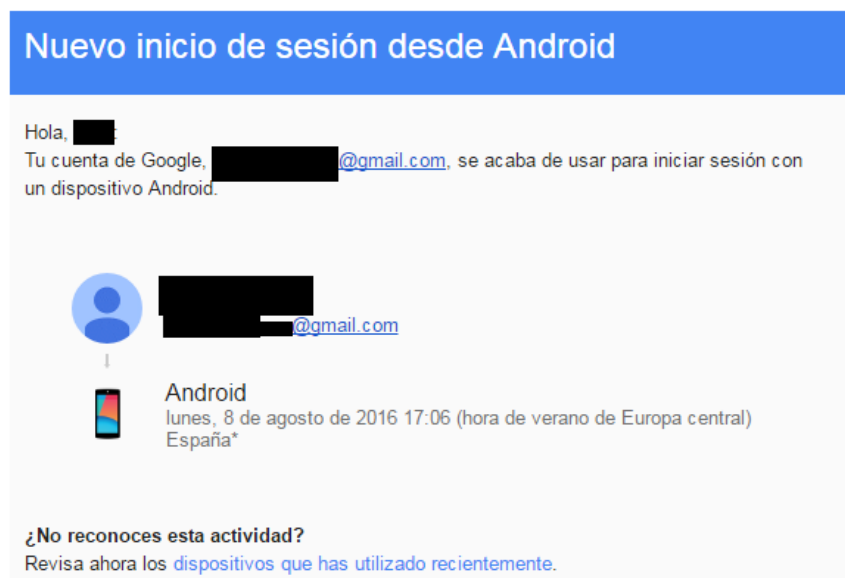 Nuevo inicio de sesión desde Android
Hola, :
Tu cuenta de Google, @gmail.com, se acaba de usar para iniciar sesión con
un dispositivo Android.
@gmail.com
Android
lunes, 8 de agosto de 2016 17:06 (hora de verano de Europa central)
España*
¿No reconoces esta actividad?
Revisa ahora los dispositivos que has utilizado recientemente.